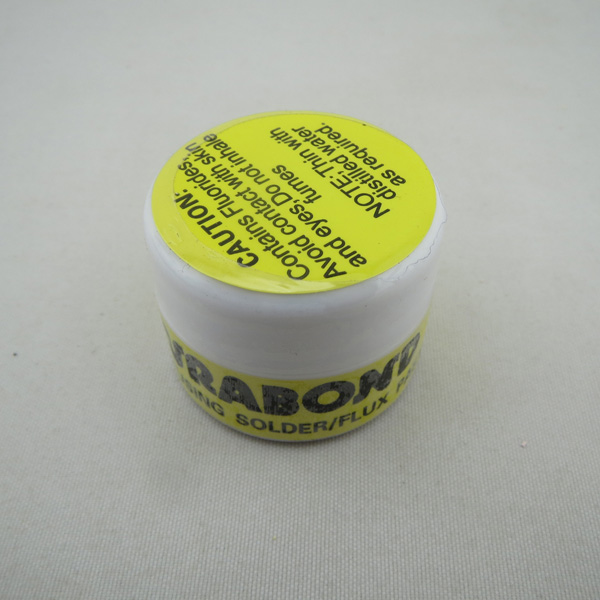 CAUTION!
Contains Fluorides,
Avoid contact with skin
and eyes, Do not inhale
fumes
NOTE: Thin with
distilled water
as required.
SOLDER/FLUX